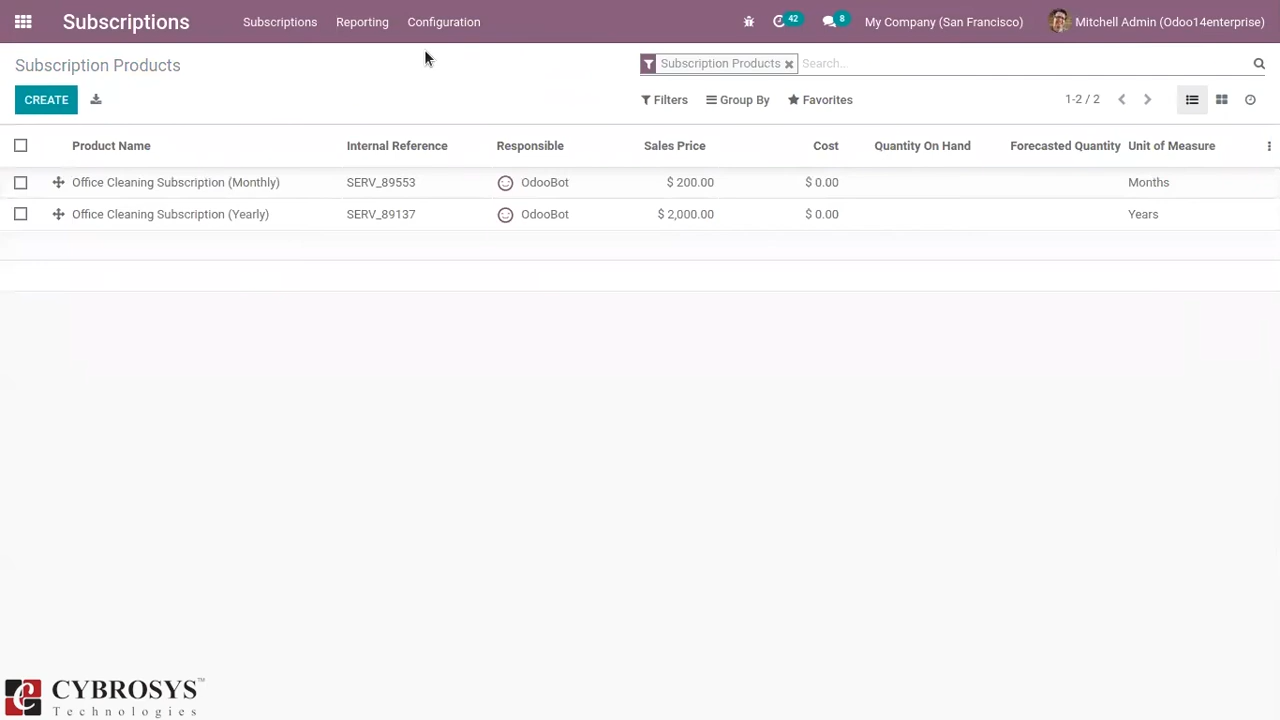 Subscriptions Subscriptions Reporting Configuration 42 8 My Company (San Francisco) Mitchell Admin (Odoo14enterprise)
Subscription Products Subscription Products Search...
CREATE Filters Group By Favorites 1-2 / 2
Product Name Internal Reference Responsible Sales Price Cost Quantity On Hand Forecasted Quantity Unit of Measure
Office Cleaning Subscription (Monthly) SERV_89553 OdooBot $ 200.00 $ 0.00 Months
Office Cleaning Subscription (Yearly) SERV_89137 OdooBot $ 2,000.00 $ 0.00 Years
CYBROSYS™
Technologies